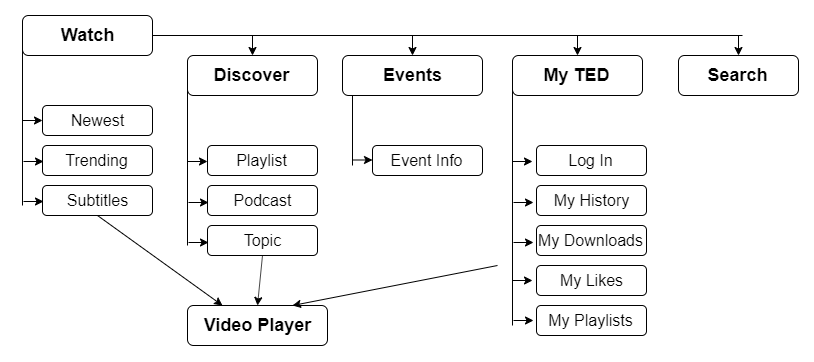 Watch
Discover
Events
My TED
Search
Newest
Trending
Subtitles
Playlist
Podcast
Topic
Event Info
Log In
My History
My Downloads
My Likes
My Playlists
Video Player